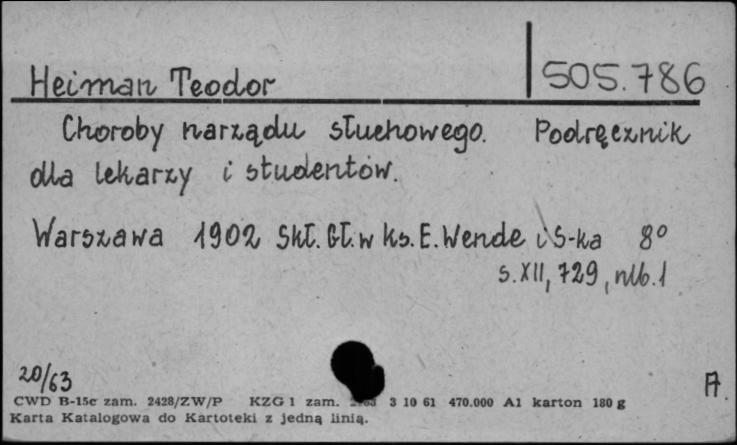 Heiman Teodor 505.786
Choroby narządu słuchowego. Podręcznik
dla lekarzy i studentów.
Warszawa 1902 Skł. Gł. w Ks. E. Wende i S-ka 8°
s. XII, 729, nlb. 1
20/63 A.
CWD B-15c zam. 2428/ZW/P KZG 1 zam. 3 10 61 470.000 A1 karton 180 g
Karta Katalogowa do Kartoteki z jedną linią.